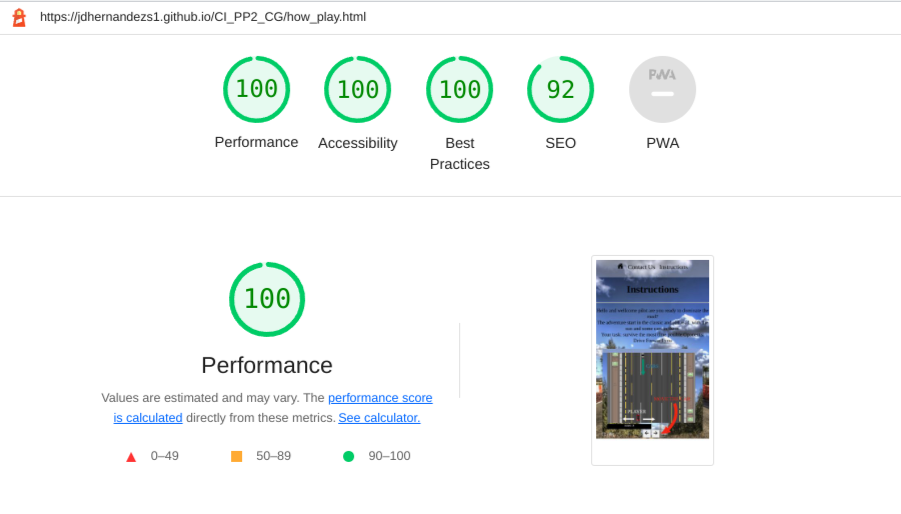 https://jdhernandezs1.github.io/CI_PP2_CG/how_play.html
100
100
100
92
PWA
Performance
Accessibility
Best
Practices
SEO
PWA
100
Performance
Values are estimated and may vary. The performance score
is calculated directly from these metrics. See calculator.
0–49
50–89
90–100
Contact Us Instructions
Instructions